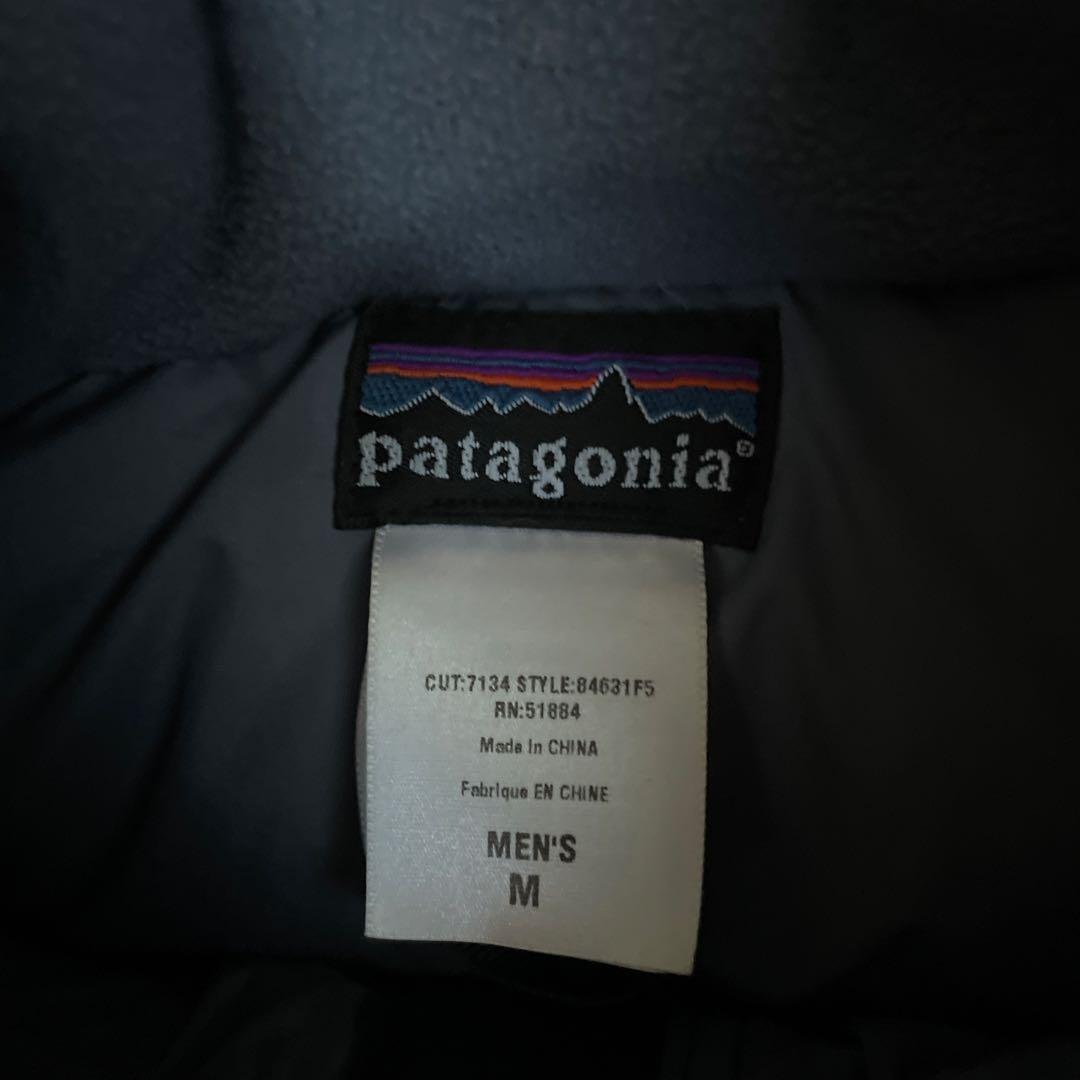 patagonia®
CUT:7134 STYLE:84631F5
RN:51884
Made In CHINA
Fabrique EN CHINE
MEN'S
M